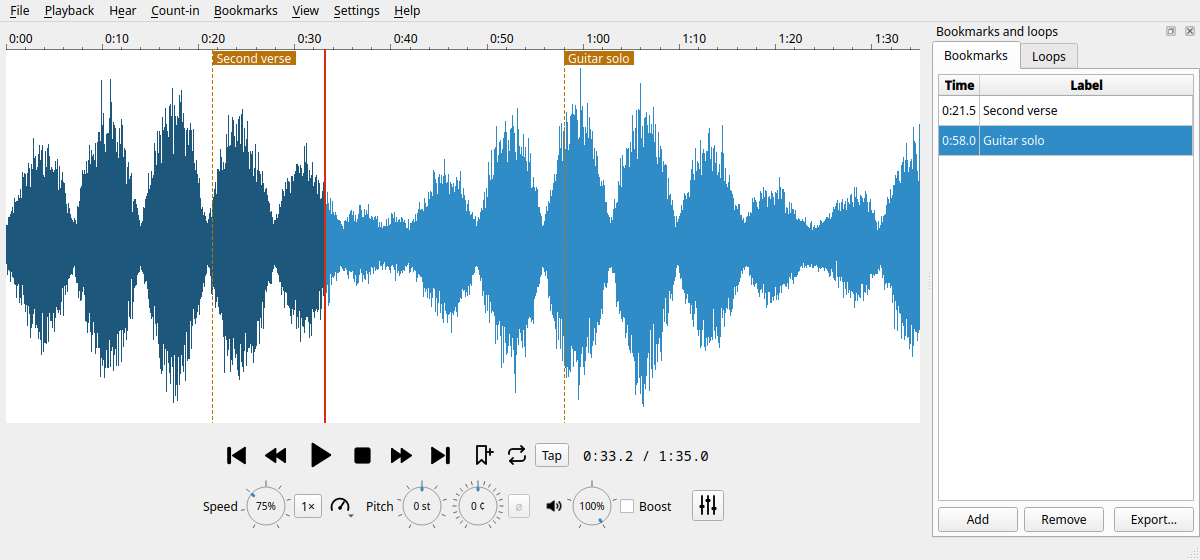 File Playback Hear Count-in Bookmarks View Settings Help
Bookmarks and loops
0:00 0:10 0:20 0:30 0:40 0:50 1:00 1:10 1:20 1:30
Bookmarks Loops
Second verse Guitar solo
Time Label
0:21.5 Second verse
0:58.0 Guitar solo
Tap 0:33.2 / 1:35.0
Speed 75% 1× Pitch 0 st 0 ¢ ⌀ 100% Boost
Add Remove Export...